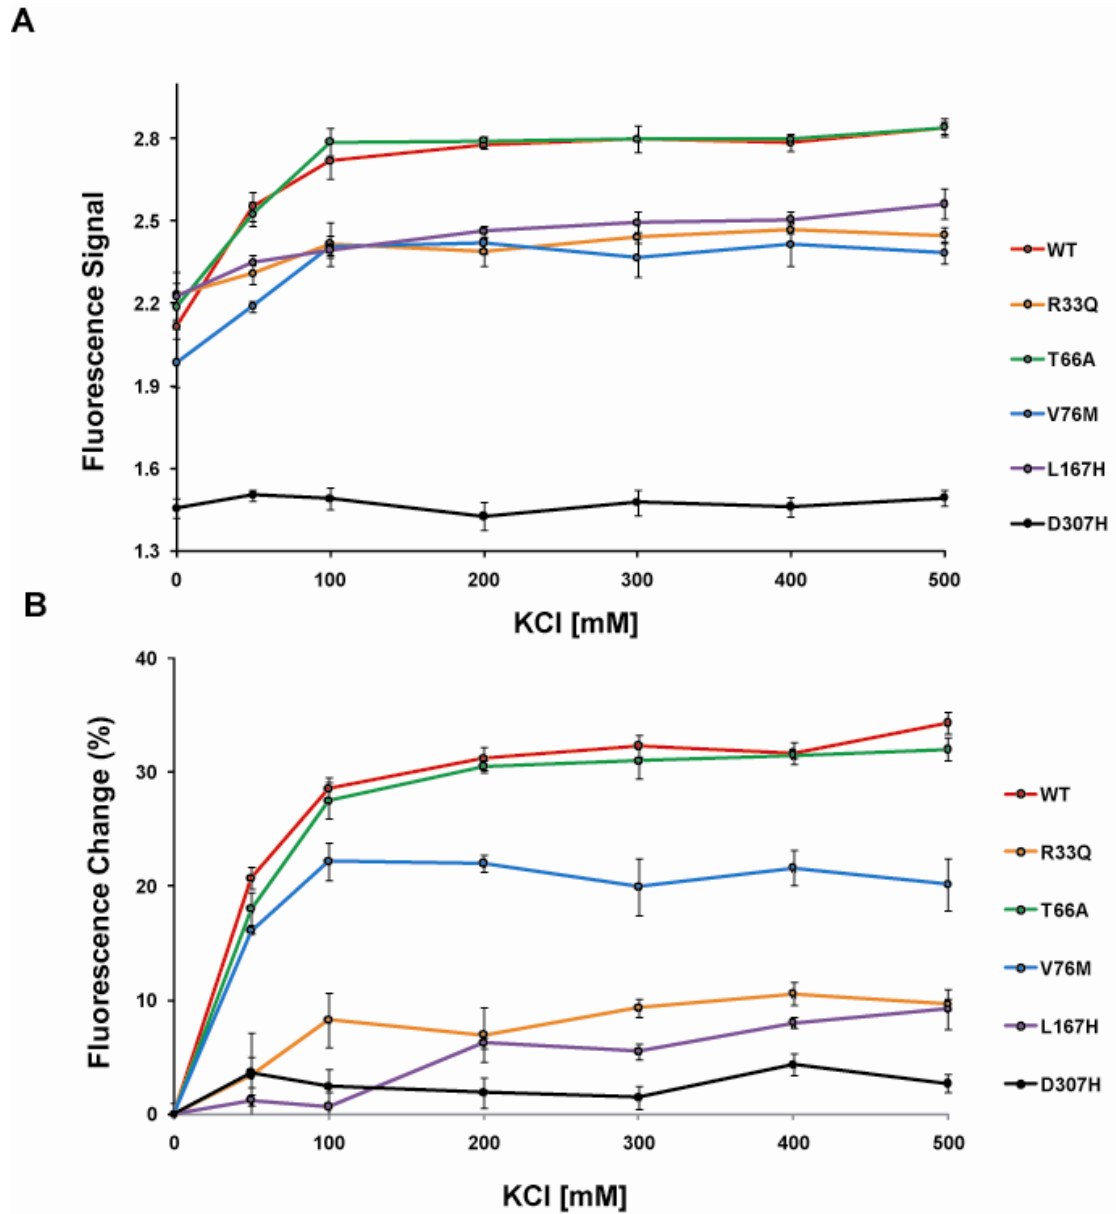 A
Fluorescence Signal
2.8
2.5
2.2
1.9
1.6
1.3
0 100 200 300 400 500
KCl [mM]
WT
R33Q
T66A
V76M
L167H
D307H
B
Fluorescence Change (%)
40
30
20
10
0
0 100 200 300 400 500
KCl [mM]
WT
R33Q
T66A
V76M
L167H
D307H